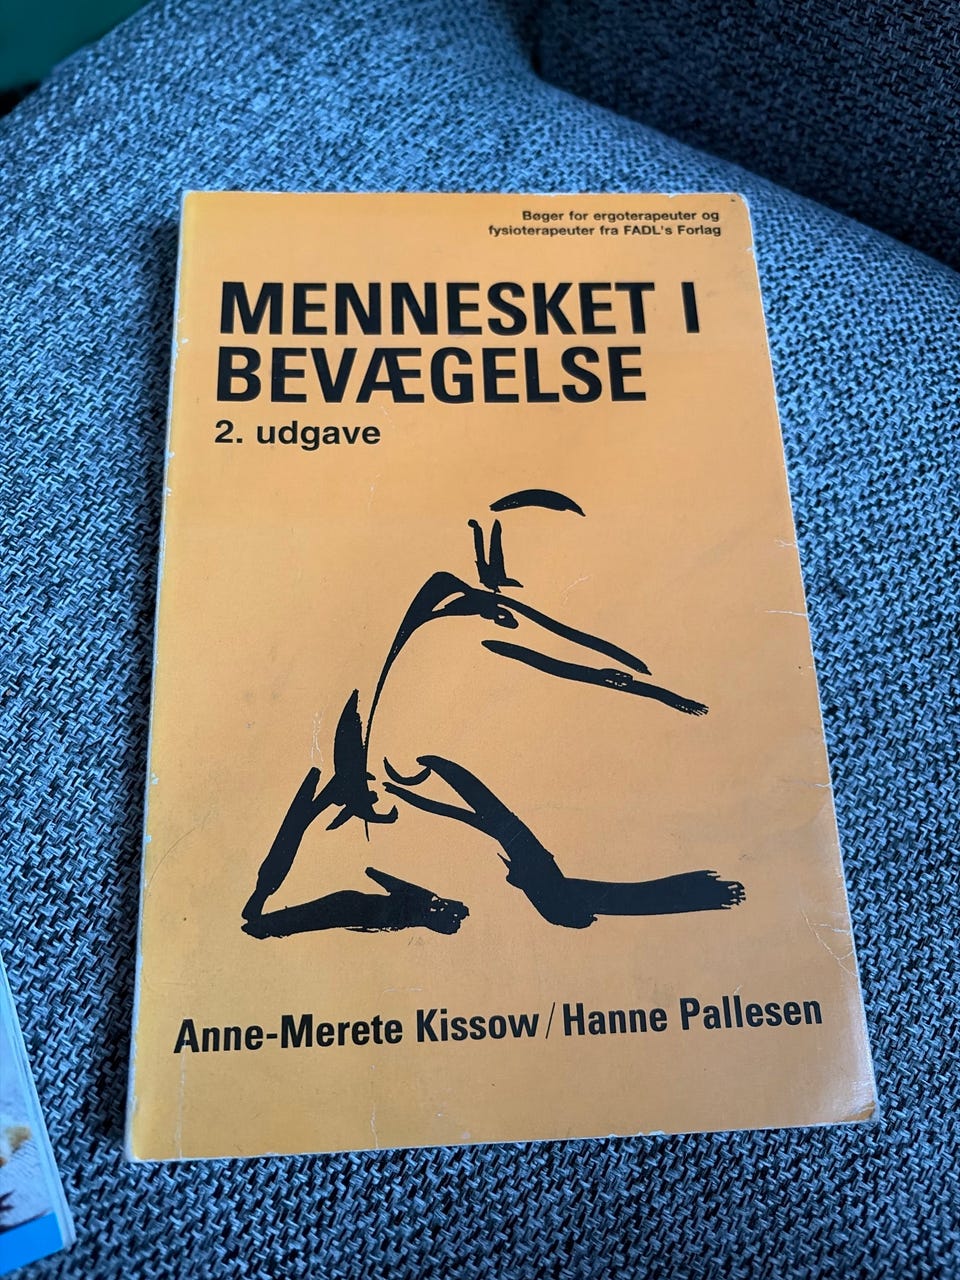 Bøger for ergoterapeuter og
fysioterapeuter fra FADL's Forlag
MENNESKET I
BEVÆGELSE
2. udgave
Anne-Merete Kissow/Hanne Pallesen